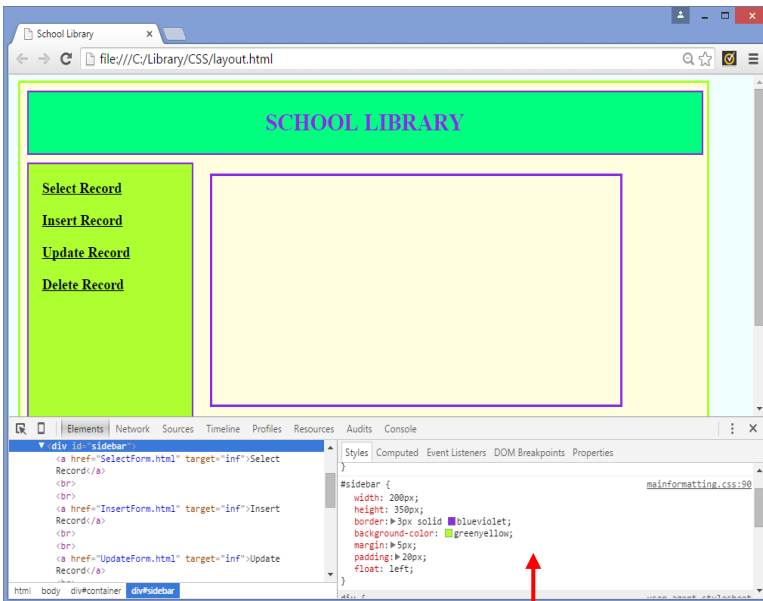 School Library
file:///C:/Library/CSS/layout.html
SCHOOL LIBRARY
Select Record
Insert Record
Update Record
Delete Record
Elements Network Sources Timeline Profiles Resources Audits Console
▼<div id="sidebar">
<a href="SelectForm.html" target="inf">Select
Record</a>
<br>
<br>
<a href="InsertForm.html" target="inf">Insert
Record</a>
<br>
<br>
<a href="UpdateForm.html" target="inf">Update
Record</a>
html body div#container div#sidebar
Styles Computed Event Listeners DOM Breakpoints Properties
}
#sidebar { mainformatting.css:90
width: 200px;
height: 350px;
border:▶3px solid blueviolet;
background-color: greenyellow;
margin:▶5px;
padding:▶20px;
float: left;
}
div { user agent stylesheet